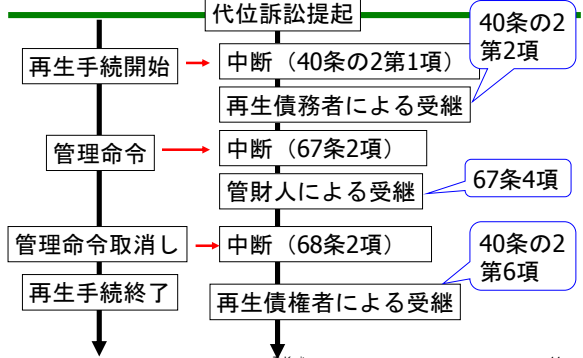 代位訴訟提起
40条の2
第2項
再生手続開始
中断（40条の2第1項）
再生債務者による受継
管理命令
中断（67条2項）
管財人による受継
67条4項
管理命令取消し
中断（68条2項）
40条の2
第6項
再生手続終了
再生債権者による受継